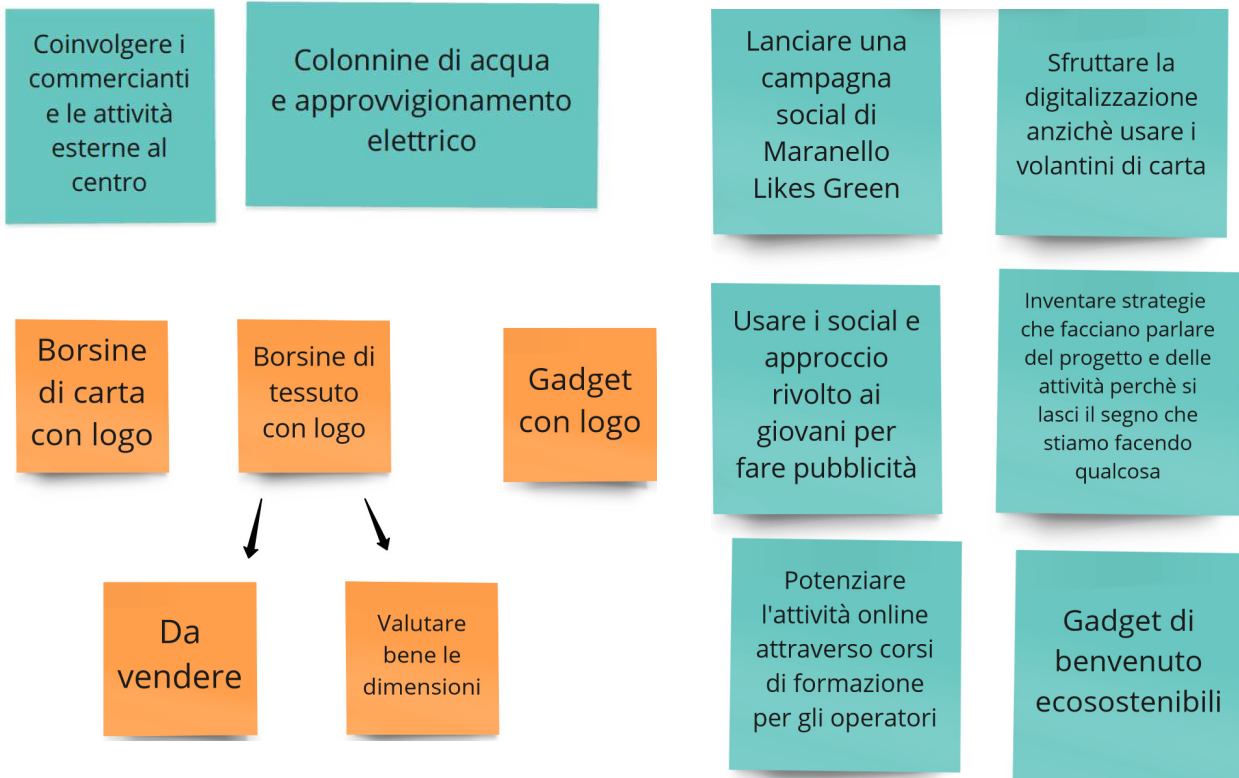 Coinvolgere i
commercianti
e le attività
esterne al
centro
Colonnine di acqua
e approvvigionamento
elettrico
Lanciare una
campagna
social di
Maranello
Likes Green
Sfruttare la
digitalizzazione
anzichè usare i
volantini di carta
Borsine
di carta
con logo
Borsine di
tessuto
con logo
Gadget
con logo
Usare i social e
approccio
rivolto ai
giovani per
fare pubblicità
Inventare strategie
che facciano parlare
del progetto e delle
attività perchè si
lasci il segno che
stiamo facendo
qualcosa
Da
vendere
Valutare
bene le
dimensioni
Potenziare
l'attività online
attraverso corsi
di formazione
per gli operatori
Gadget di
benvenuto
ecosostenibili